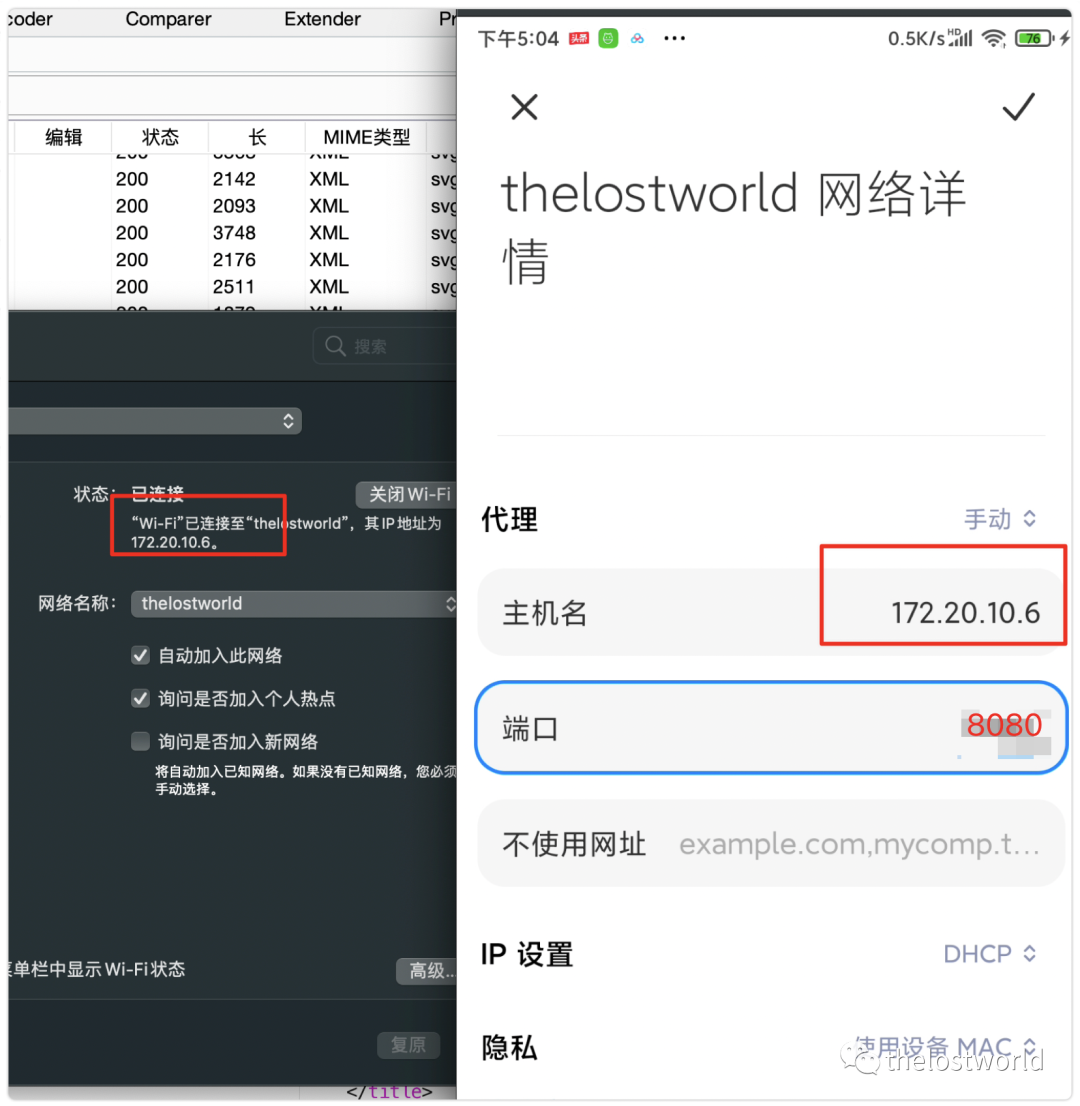 coder Comparer Extender Pr
编辑 状态 长 MIME类型
200 2142 XML svg
200 2093 XML svg
200 3748 XML svg
200 2176 XML svg
200 2511 XML svg
搜索
状态: 已连接 关闭 Wi-Fi
“Wi-Fi”已连接至“thelostworld”，其 IP 地址为
172.20.10.6。
网络名称: thelostworld
自动加入此网络
询问是否加入个人热点
询问是否加入新网络
将自动加入已知网络。如果没有已知网络，您必须
手动选择。
菜单栏中显示 Wi-Fi 状态
高级...
复原
</title>
下午5:04 头条 ... 0.5K/s HD 76
thelostworld 网络详
情
代理 手动
主机名 172.20.10.6
端口 8080
不使用网址 example.com,mycomp.t...
IP 设置 DHCP
隐私 使用设备 MAC
thelostworld